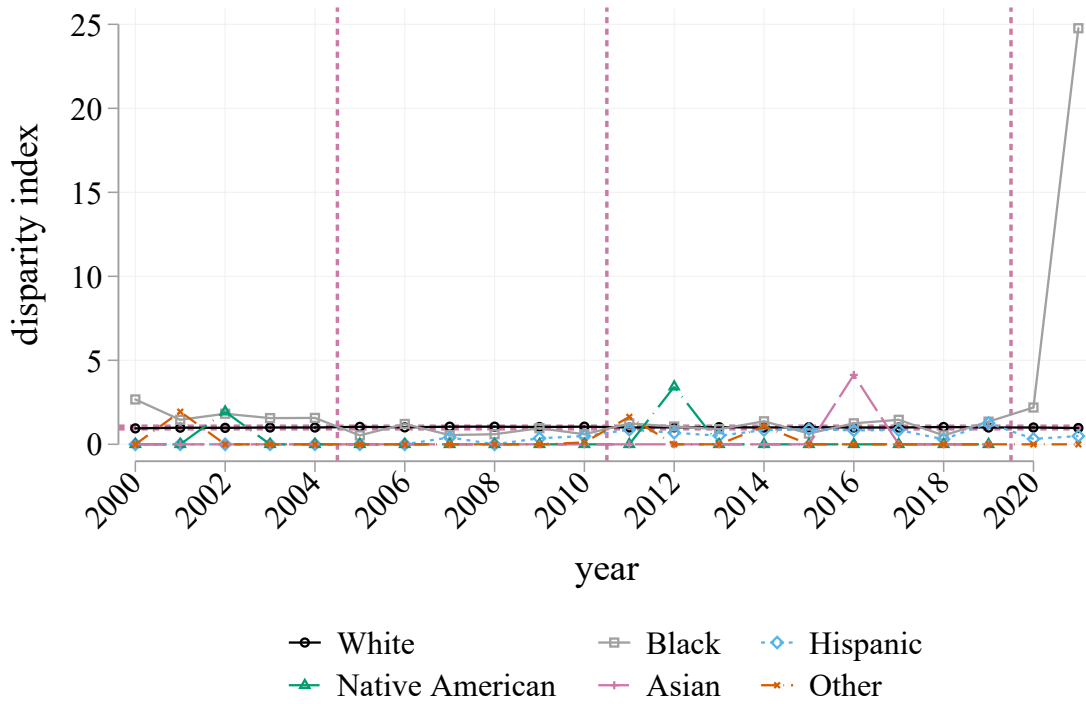 25
20
15
10
5
0
disparity index
2000 2002 2004 2006 2008 2010 2012 2014 2016 2018 2020
year
White Black Hispanic
Native American Asian Other